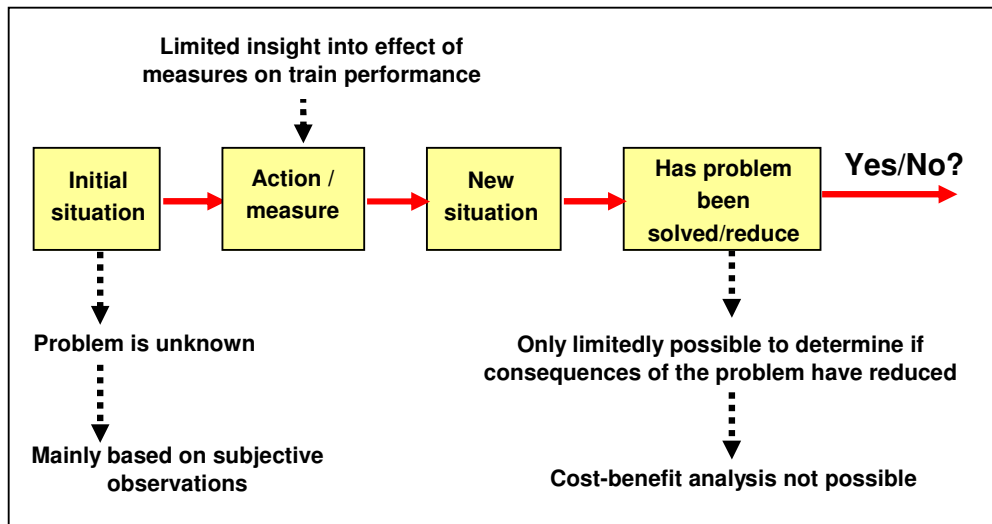 Limited insight into effect of
measures on train performance
Initial
situation
Action /
measure
New
situation
Has problem
been
solved/reduce
Yes/No?
Problem is unknown
Mainly based on subjective
observations
Only limitedly possible to determine if
consequences of the problem have reduced
Cost-benefit analysis not possible